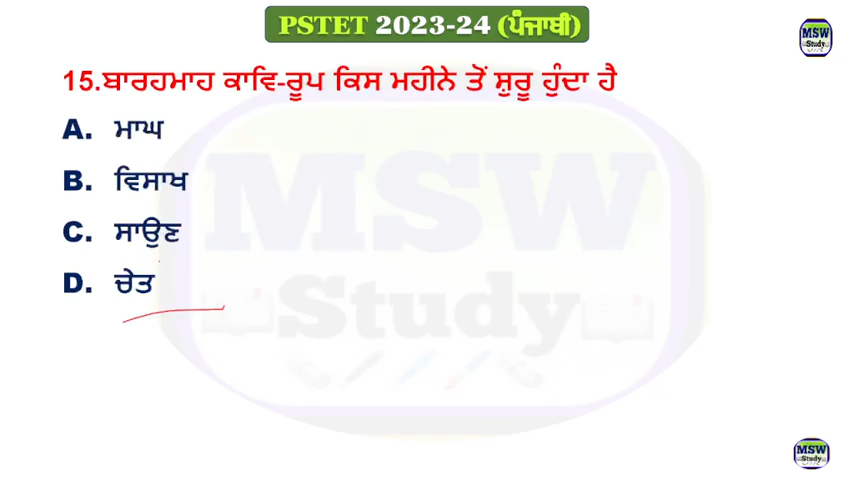 PSTET 2023-24 (ਪੰਜਾਬੀ)
MSW
Study
15.ਬਾਰਹਮਾਹ ਕਾਵਿ-ਰੂਪ ਕਿਸ ਮਹੀਨੇ ਤੋਂ ਸ਼ੁਰੂ ਹੁੰਦਾ ਹੈ
A. ਮਾਘ
B. ਵਿਸਾਖ
C. ਸਾਉਣ
D. ਚੇਤ
MSW
Study
MSW
Study